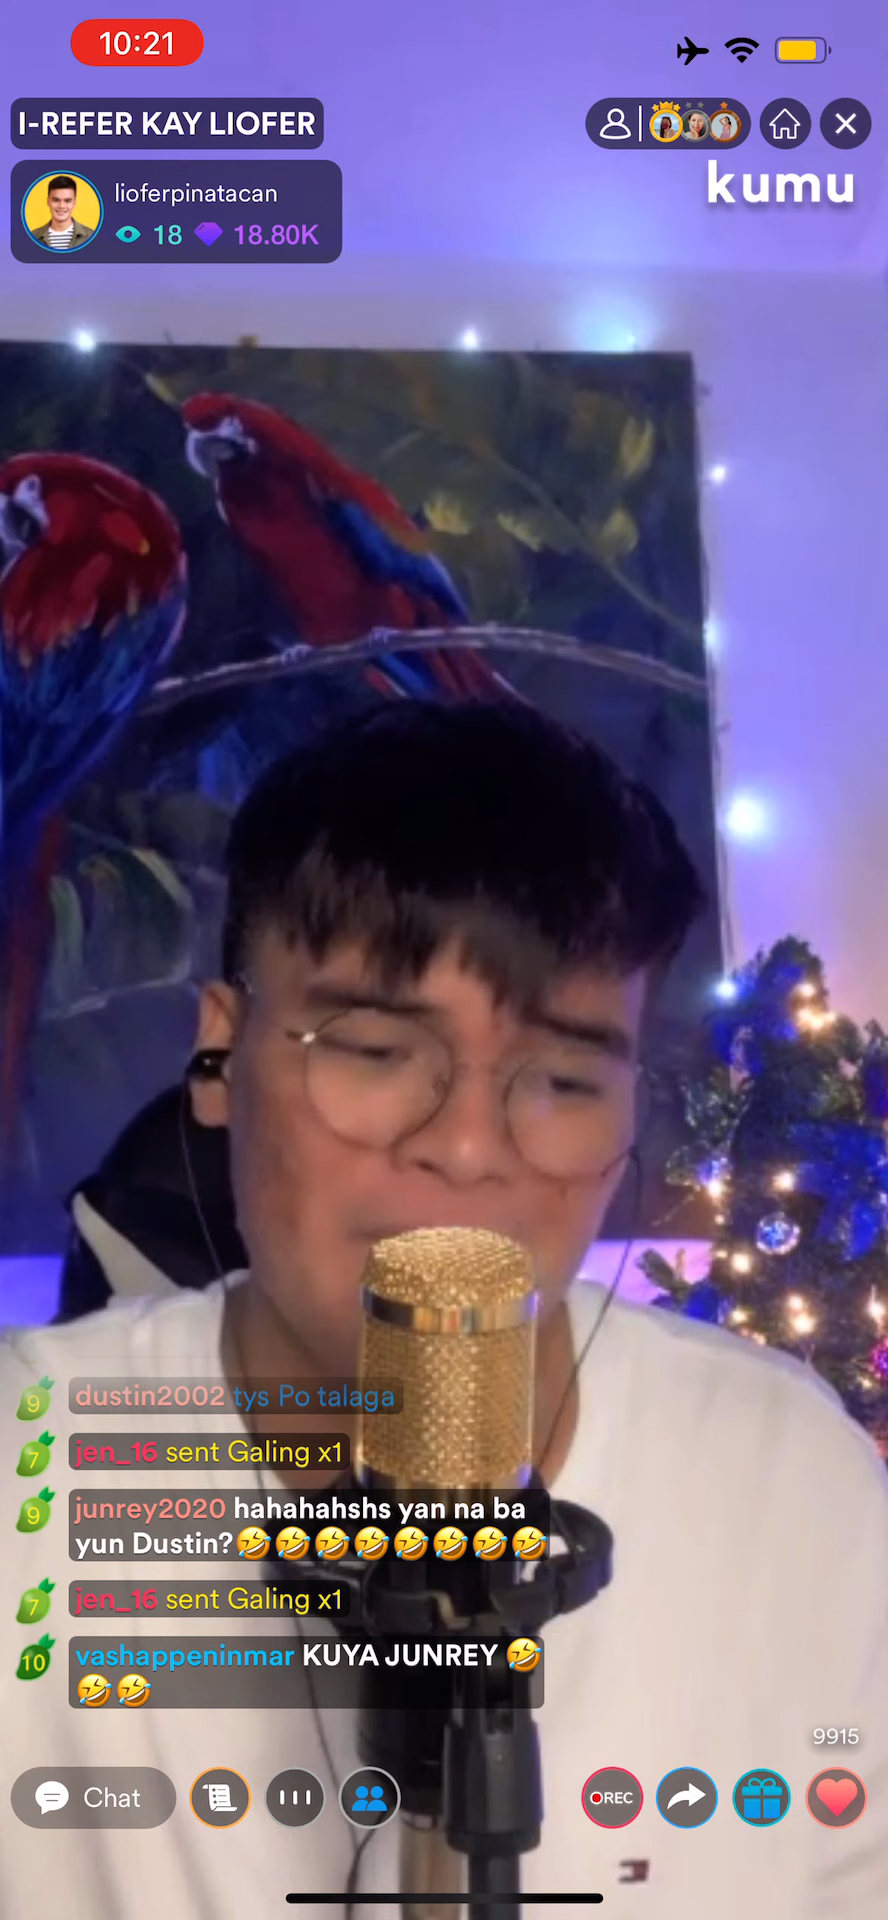 10:21
I-REFER KAY LIOFER
lioferpinatacan
18 18.80K
kumu
9 dustin2002 tys Po talaga
7 jen_16 sent Galing x1
9 junrey2020 hahahahshs yan na ba
yun Dustin?🤣🤣🤣🤣🤣🤣🤣🤣
7 jen_16 sent Galing x1
10 vashappeninmar KUYA JUNREY 🤣
🤣🤣
9915
Chat
REC